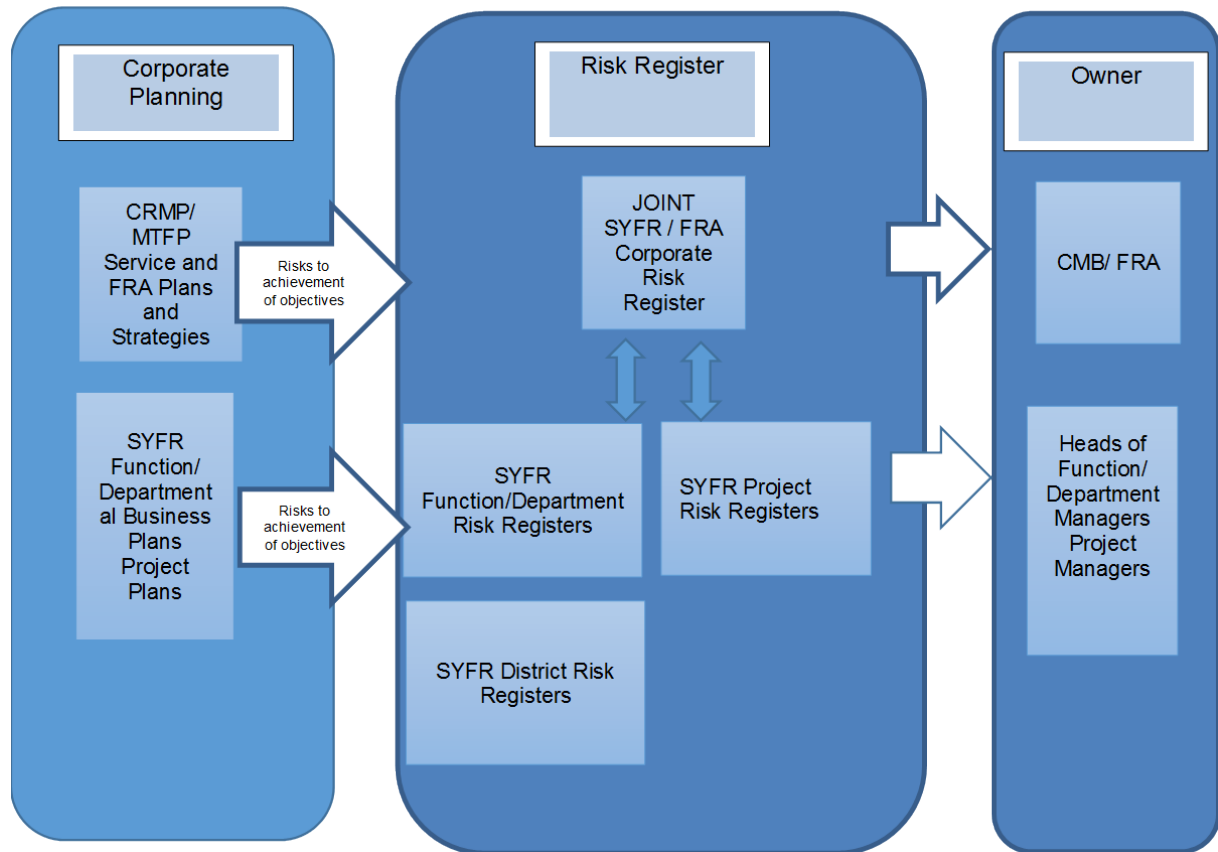 Corporate
Planning
CRMP/
MTFP
Service and
FRA Plans
and
Strategies
Risks to
achievement
of objectives
SYFR
Function/
Department
al Business
Plans
Project
Plans
Risks to
achievement
of objectives
Risk Register
JOINT
SYFR / FRA
Corporate
Risk
Register
SYFR
Function/Department
Risk Registers
SYFR Project
Risk Registers
SYFR District Risk
Registers
Owner
CMB/ FRA
Heads of
Function/
Department
Managers
Project
Managers